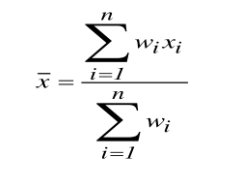 n
∑ wᵢxᵢ
i=1
x̄ =
n
∑ wᵢ
i=1